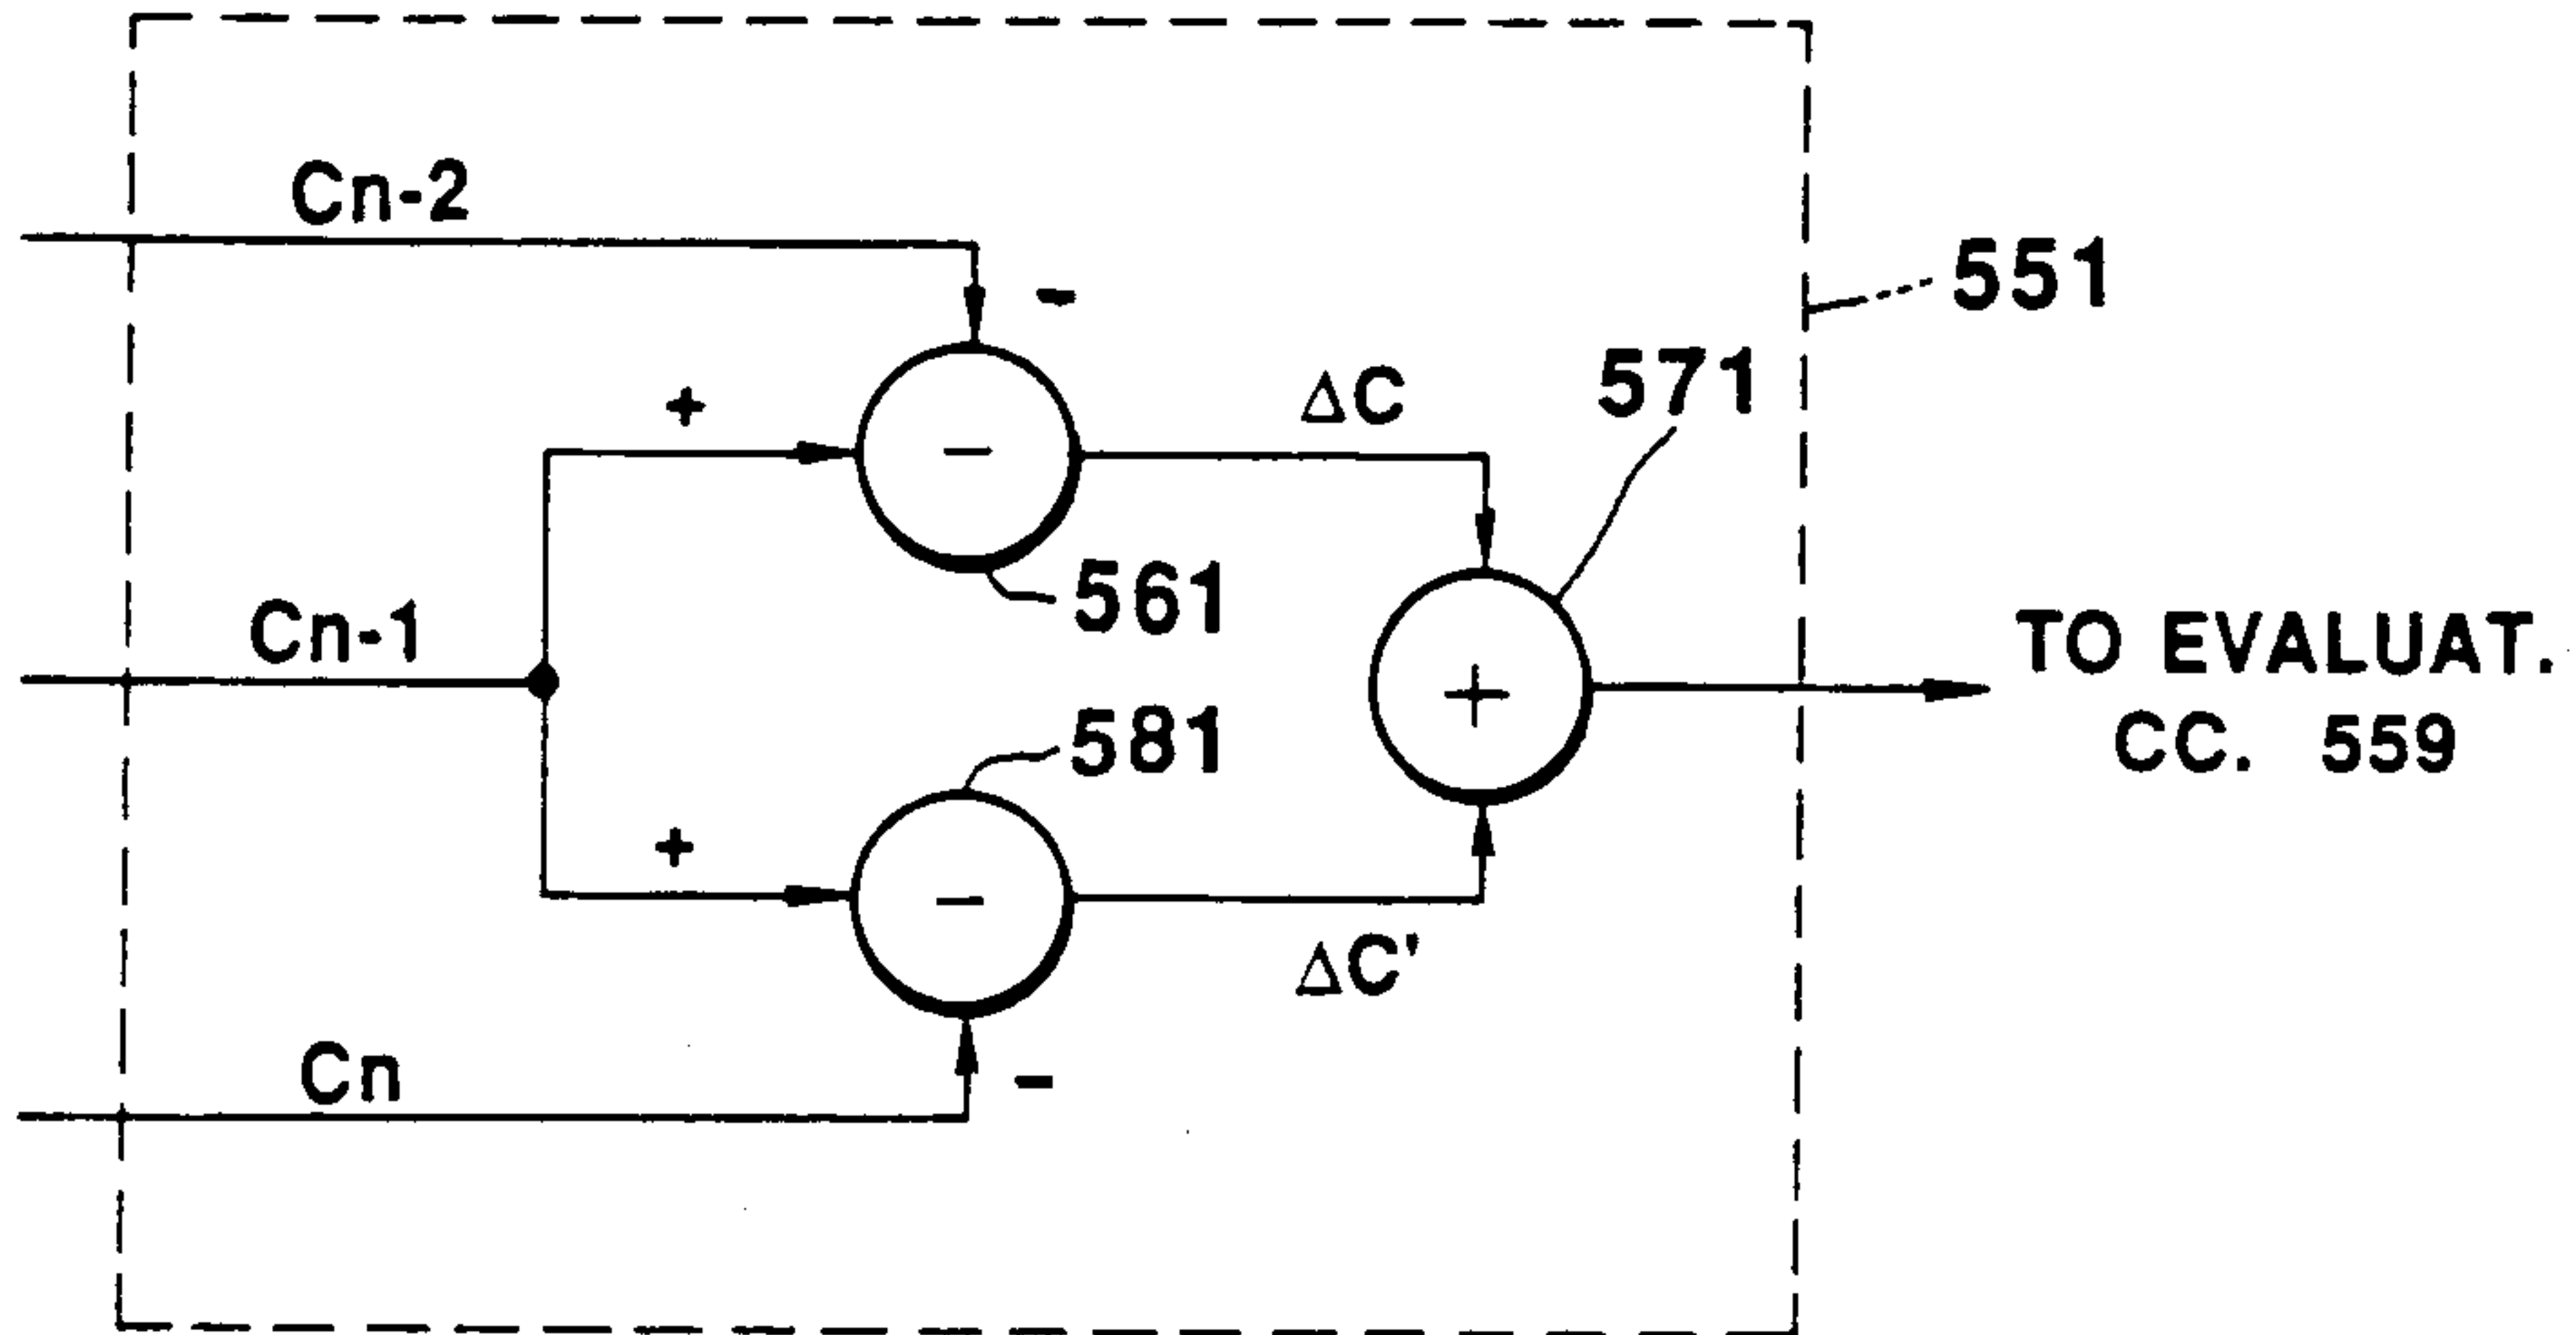 Cn-2
-
551
+
-
ΔC
571
561
Cn-1
+
TO EVALUAT.
CC. 559
581
+
-
ΔC'
Cn
-